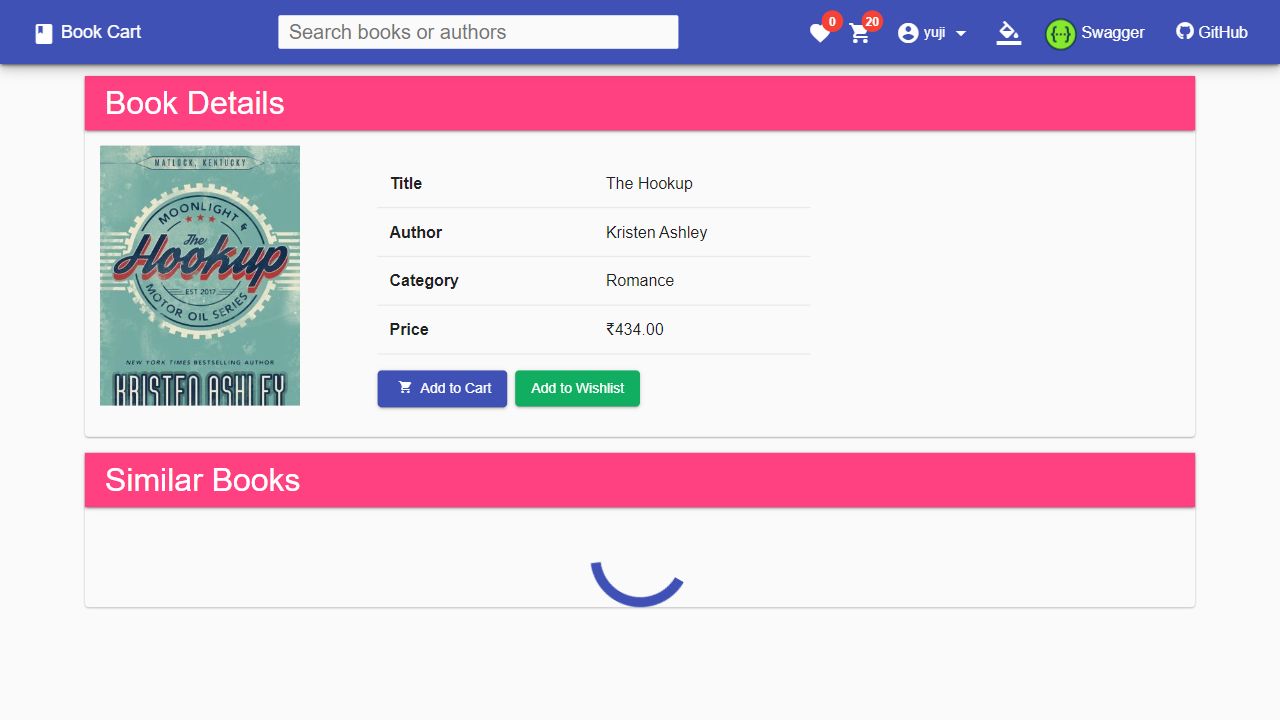 Book Cart
Search books or authors
0
20
yuji
{···}
Swagger
GitHub
Book Details
MATLOCK, KENTUCKY
MOONLIGHT &
The
Hookup
EST 2017
MOTOR OIL SERIES
NEW YORK TIMES BESTSELLING AUTHOR
KRISTEN ASHLEY
Title The Hookup
Author Kristen Ashley
Category Romance
Price ₹434.00
Add to Cart Add to Wishlist
Similar Books